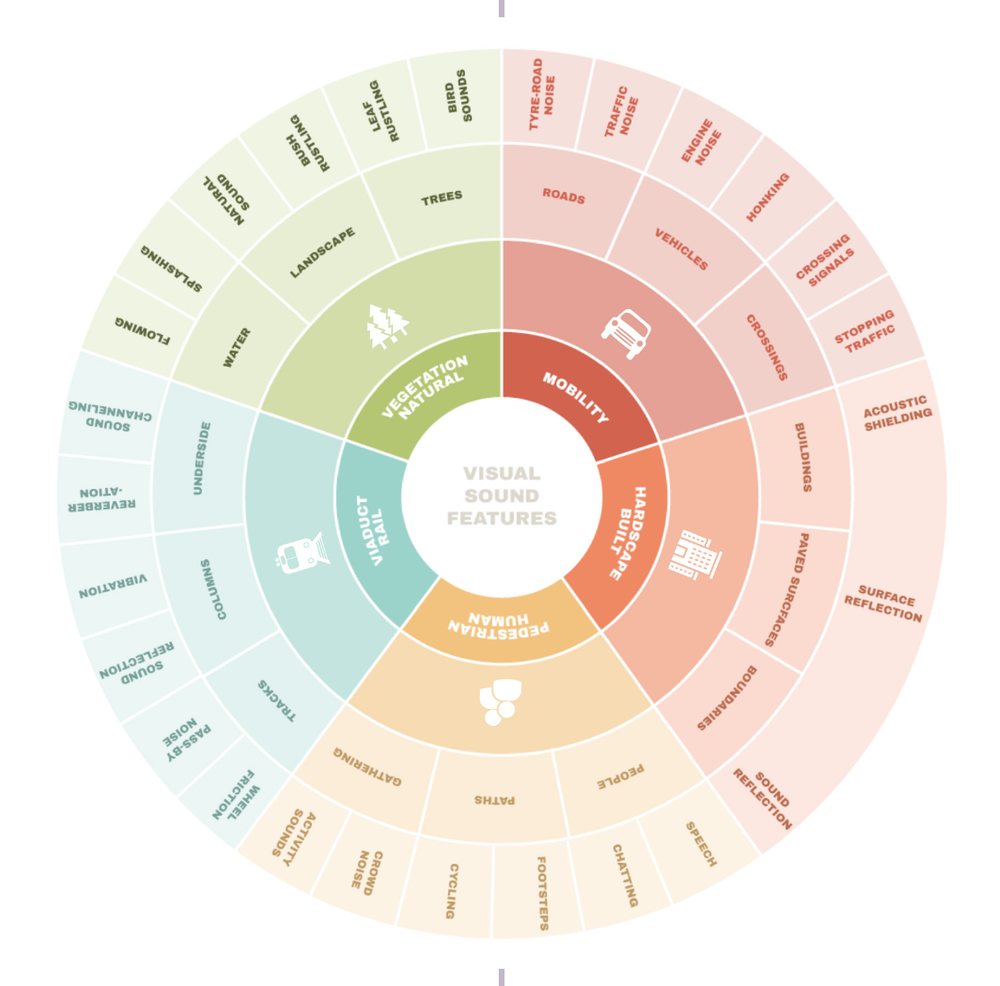 VISUAL
SOUND
FEATURES
MOBILITY
ROADS
TYRE-ROAD
NOISE
TRAFFIC
NOISE
VEHICLES
ENGINE
NOISE
HONKING
CROSSINGS
CROSSING
SIGNALS
STOPPING
TRAFFIC
HARDSCAPE
BUILT
BUILDINGS
ACOUSTIC
SHIELDING
PAVED SURCFACES
SURFACE
REFLECTION
BOUNDARIES
SOUND
REFLECTION
PEDESTRIAN
HUMAN
PEOPLE
SPEECH
CHATTING
PATHS
FOOTSTEPS
CYCLING
GATHERING
CROWD
NOISE
ACTIVITY
SOUNDS
VIADUCT
RAIL
TRACKS
WHEEL
FRICTION
PASS-BY
NOISE
COLUMNS
SOUND
REFLECTION
VIBRATION
UNDERSIDE
REVERBER
-ATION
SOUND
CHANNELING
VEGETATION
NATURAL
WATER
FLOWING
SPLASHING
LANDSCAPE
NATURAL
SOUND
BUSH
RUSTLING
TREES
LEAF
RUSTLING
BIRD
SOUNDS